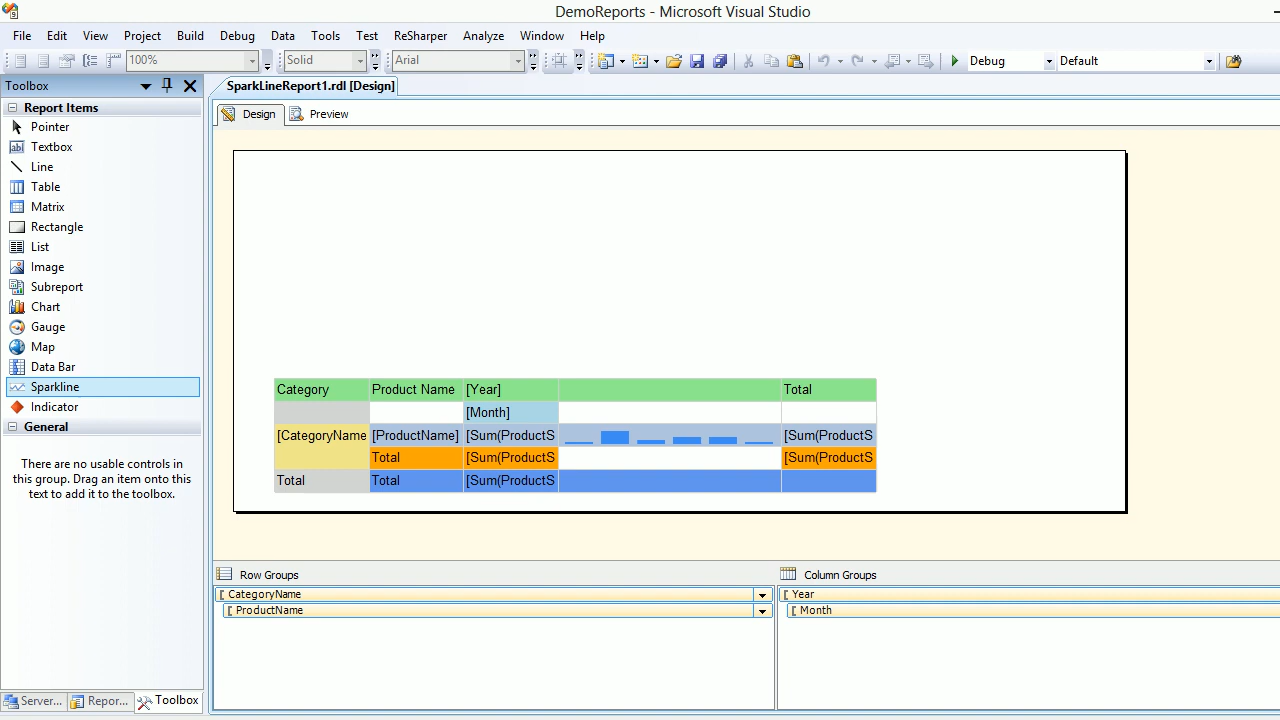 DemoReports - Microsoft Visual Studio
File Edit View Project Build Debug Data Tools Test ReSharper Analyze Window Help
100% Solid Arial Debug Default
Toolbox
SparkLineReport1.rdl [Design]
Report Items
Design Preview
Pointer
Textbox
Line
Table
Matrix
Rectangle
List
Image
Subreport
Chart
Gauge
Map
Data Bar
Sparkline
Indicator
General
There are no usable controls in
this group. Drag an item onto this
text to add it to the toolbox.
Category Product Name [Year] Total
[Month]
[CategoryName [ProductName] [Sum(ProductS [Sum(ProductS
Total [Sum(ProductS [Sum(ProductS
Total Total [Sum(ProductS
Row Groups
[ CategoryName
[ ProductName
Column Groups
[ Year
[ Month
Server... Repor... Toolbox